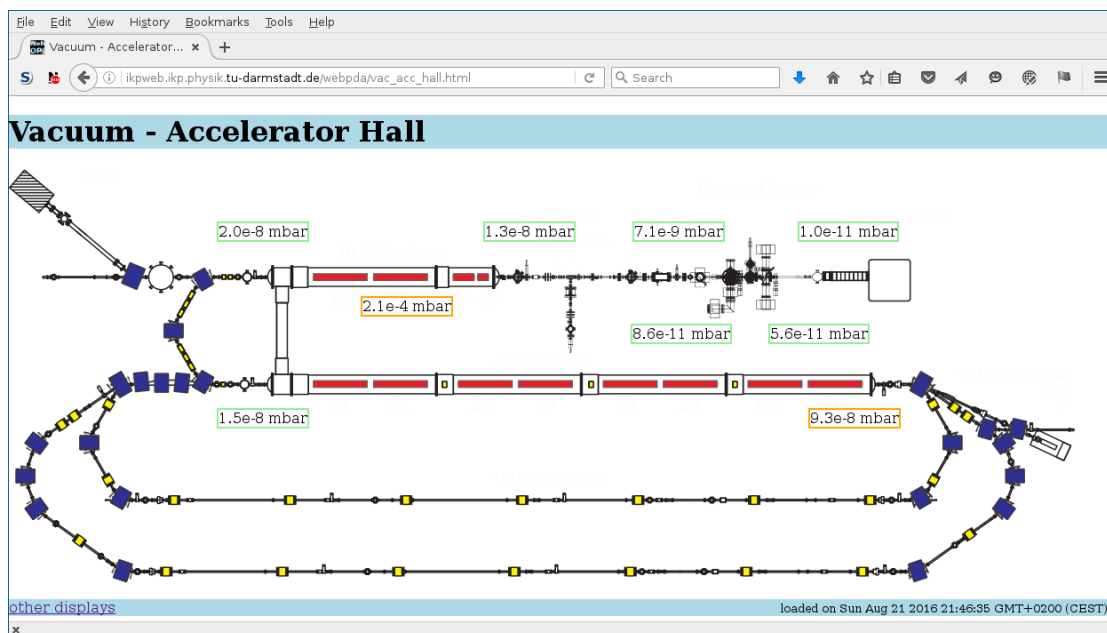 File Edit View History Bookmarks Tools Help
Vacuum - Accelerator... × +
ikpweb.ikp.physik.tu-darmstadt.de/webpda/vac_acc_hall.html
Search
Vacuum - Accelerator Hall
2.0e-8 mbar
1.3e-8 mbar
7.1e-9 mbar
1.0e-11 mbar
2.1e-4 mbar
8.6e-11 mbar
5.6e-11 mbar
1.5e-8 mbar
9.3e-8 mbar
other displays
loaded on Sun Aug 21 2016 21:46:35 GMT+0200 (CEST)